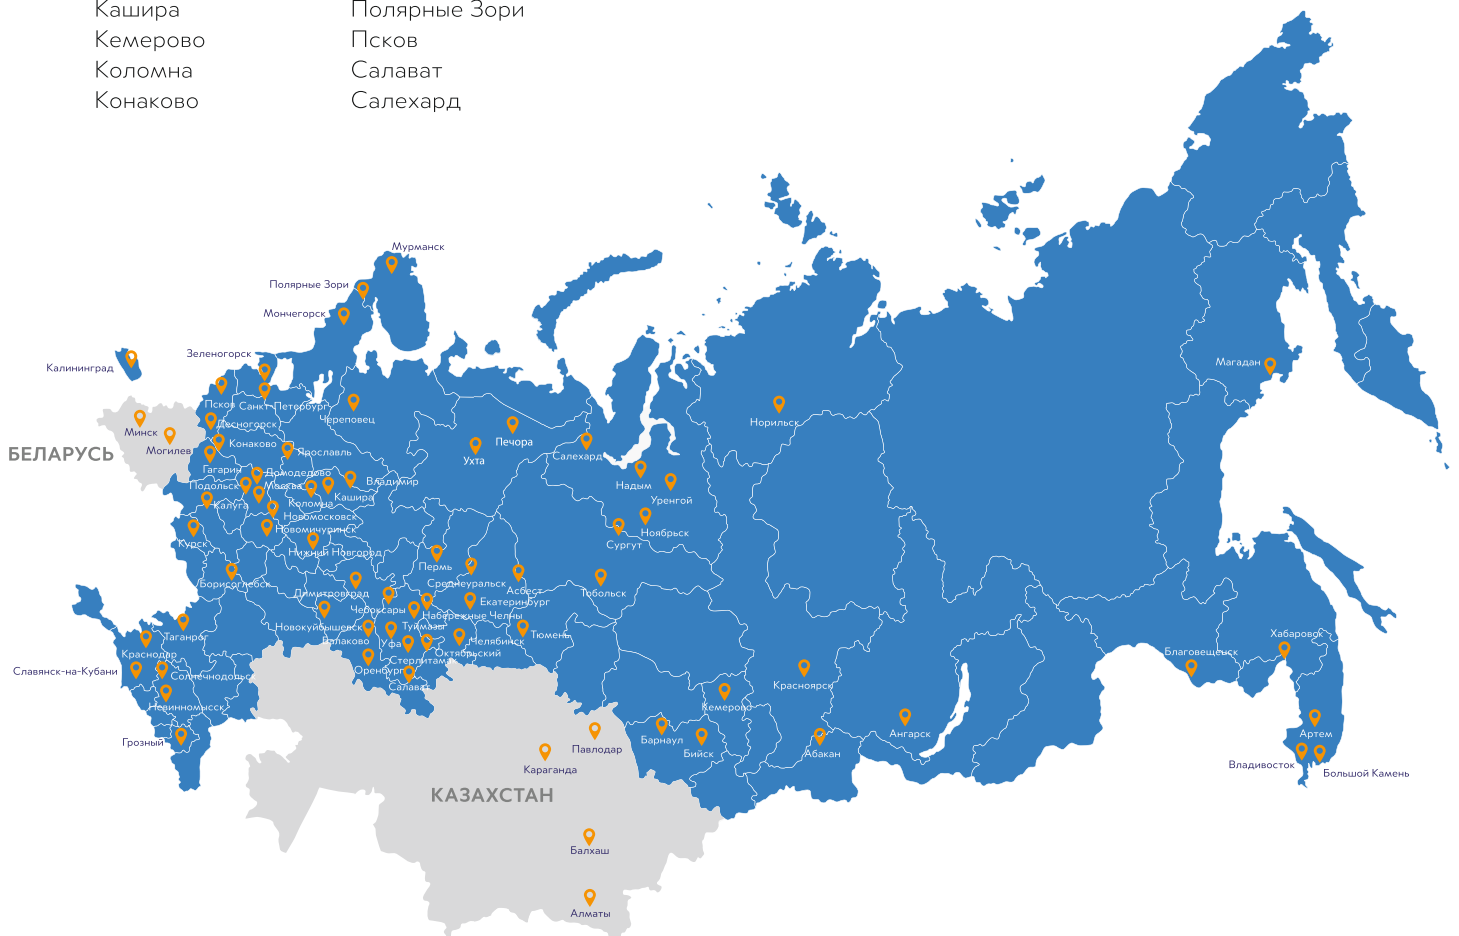 Кашира
Кемерово
Коломна
Конаково
Полярные Зори
Псков
Салават
Салехард
Мурманск
Полярные Зори
Мончегорск
Зеленогорск
Калининград
Псков
Санкт-Петербург
Череповец
Десногорск
Минск
Могилев
БЕЛАРУСЬ
Конаково
Ярославль
Гагарин
Домодедово
Подольск
Москва
Владимир
Коломна
Кашира
Калуга
Новомосковск
Новомичуринск
Курск
Нижний Новгород
Борисоглебск
Димитровград
Чебоксары
Набережные Челны
Новокуйбышевск
Туймазы
Балаково
Уфа
Октябрьский
Стерлитамак
Оренбург
Салават
Пермь
Среднеуральск
Асбест
Екатеринбург
Челябинск
Тюмень
Тобольск
Таганрог
Краснодар
Славянск-на-Кубани
Солнечнодольск
Невинномысск
Грозный
Ухта
Печора
Салехард
Надым
Уренгой
Ноябрьск
Сургут
Норильск
Магадан
Красноярск
Кемерово
Барнаул
Бийск
Абакан
Ангарск
Благовещенск
Хабаровск
Артем
Владивосток
Большой Камень
Павлодар
Караганда
КАЗАХСТАН
Балхаш
Алматы